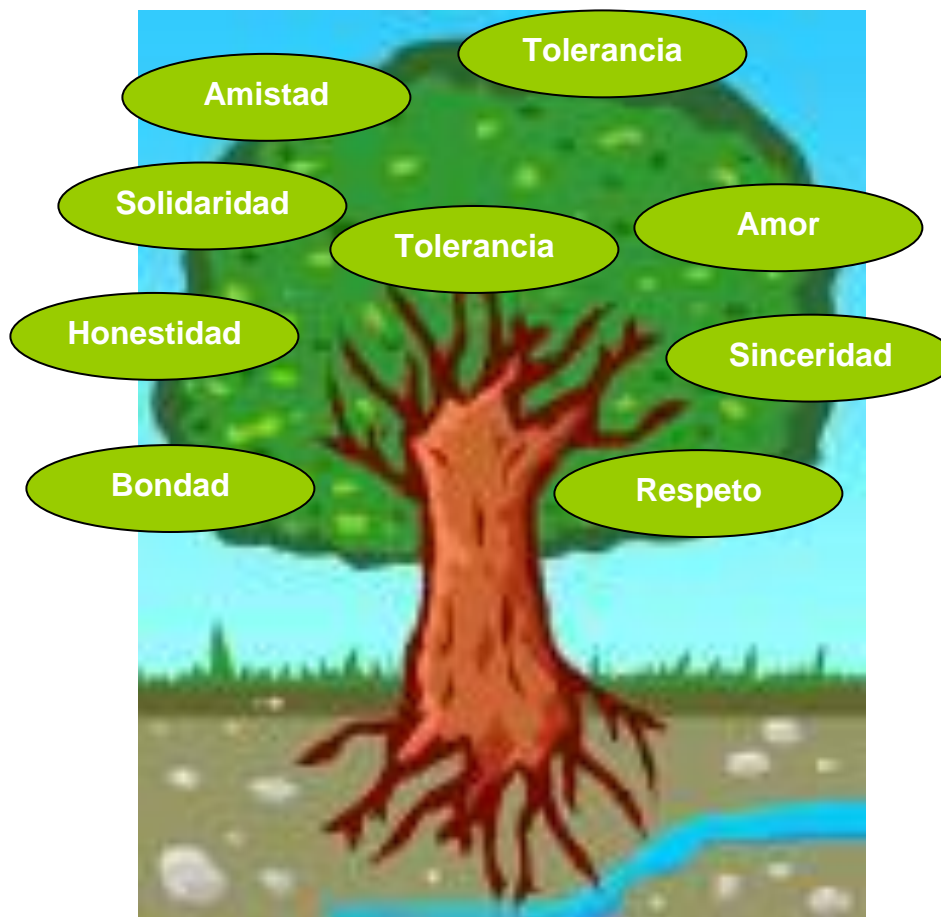 Tolerancia
Amistad
Solidaridad
Tolerancia
Amor
Honestidad
Sinceridad
Bondad
Respeto